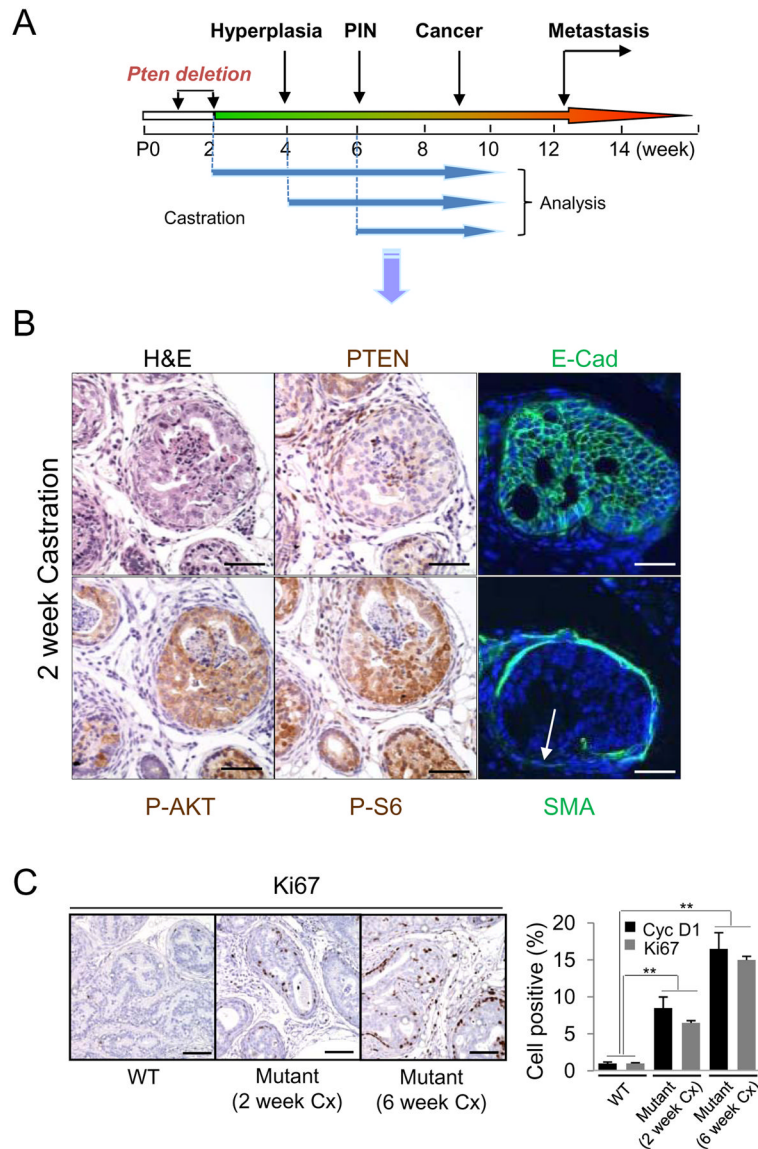 A
Hyperplasia PIN Cancer Metastasis
Pten deletion
P0 2 4 6 8 10 12 14 (week)
Castration
Analysis
B
H&E PTEN E-Cad
2 week Castration
P-AKT P-S6 SMA
C
Ki67
WT Mutant Mutant
(2 week Cx) (6 week Cx)
Cell positive (%)
20
15
10
5
0
Cyc D1
Ki67
**
**
WT
Mutant
(2 week Cx)
Mutant
(6 week Cx)